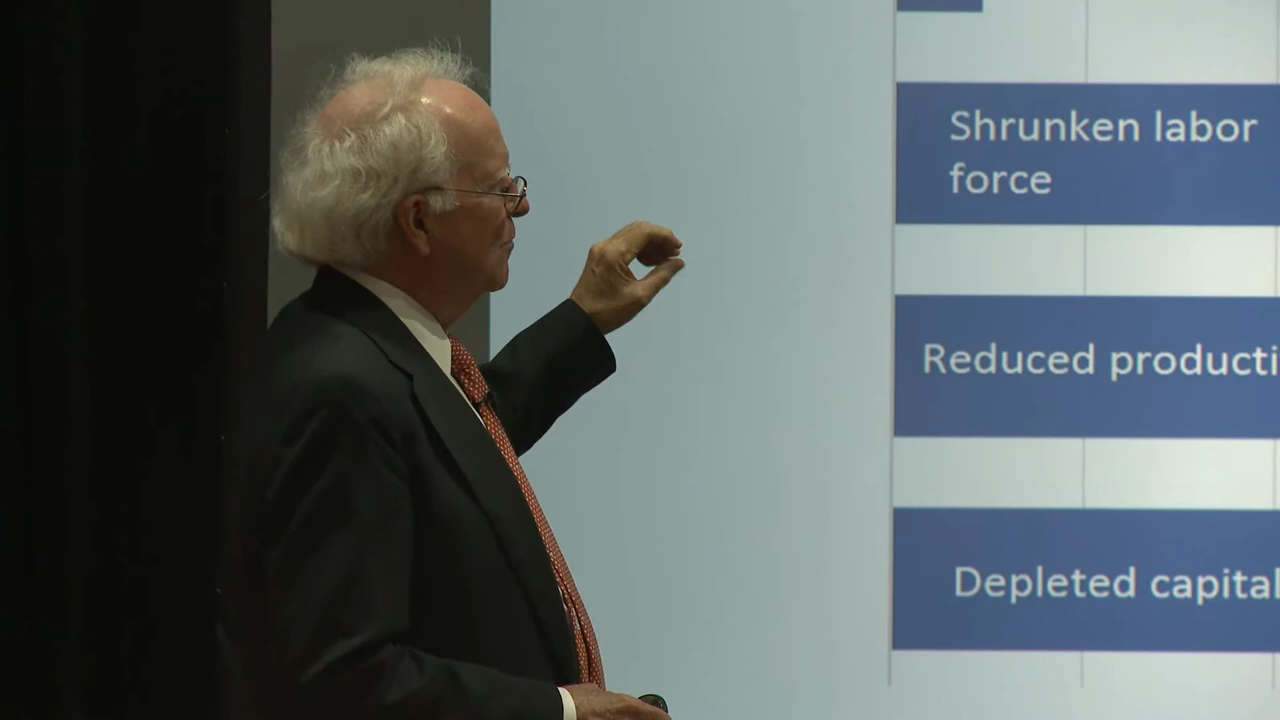 Shrunken labor
force
Reduced producti
Depleted capital